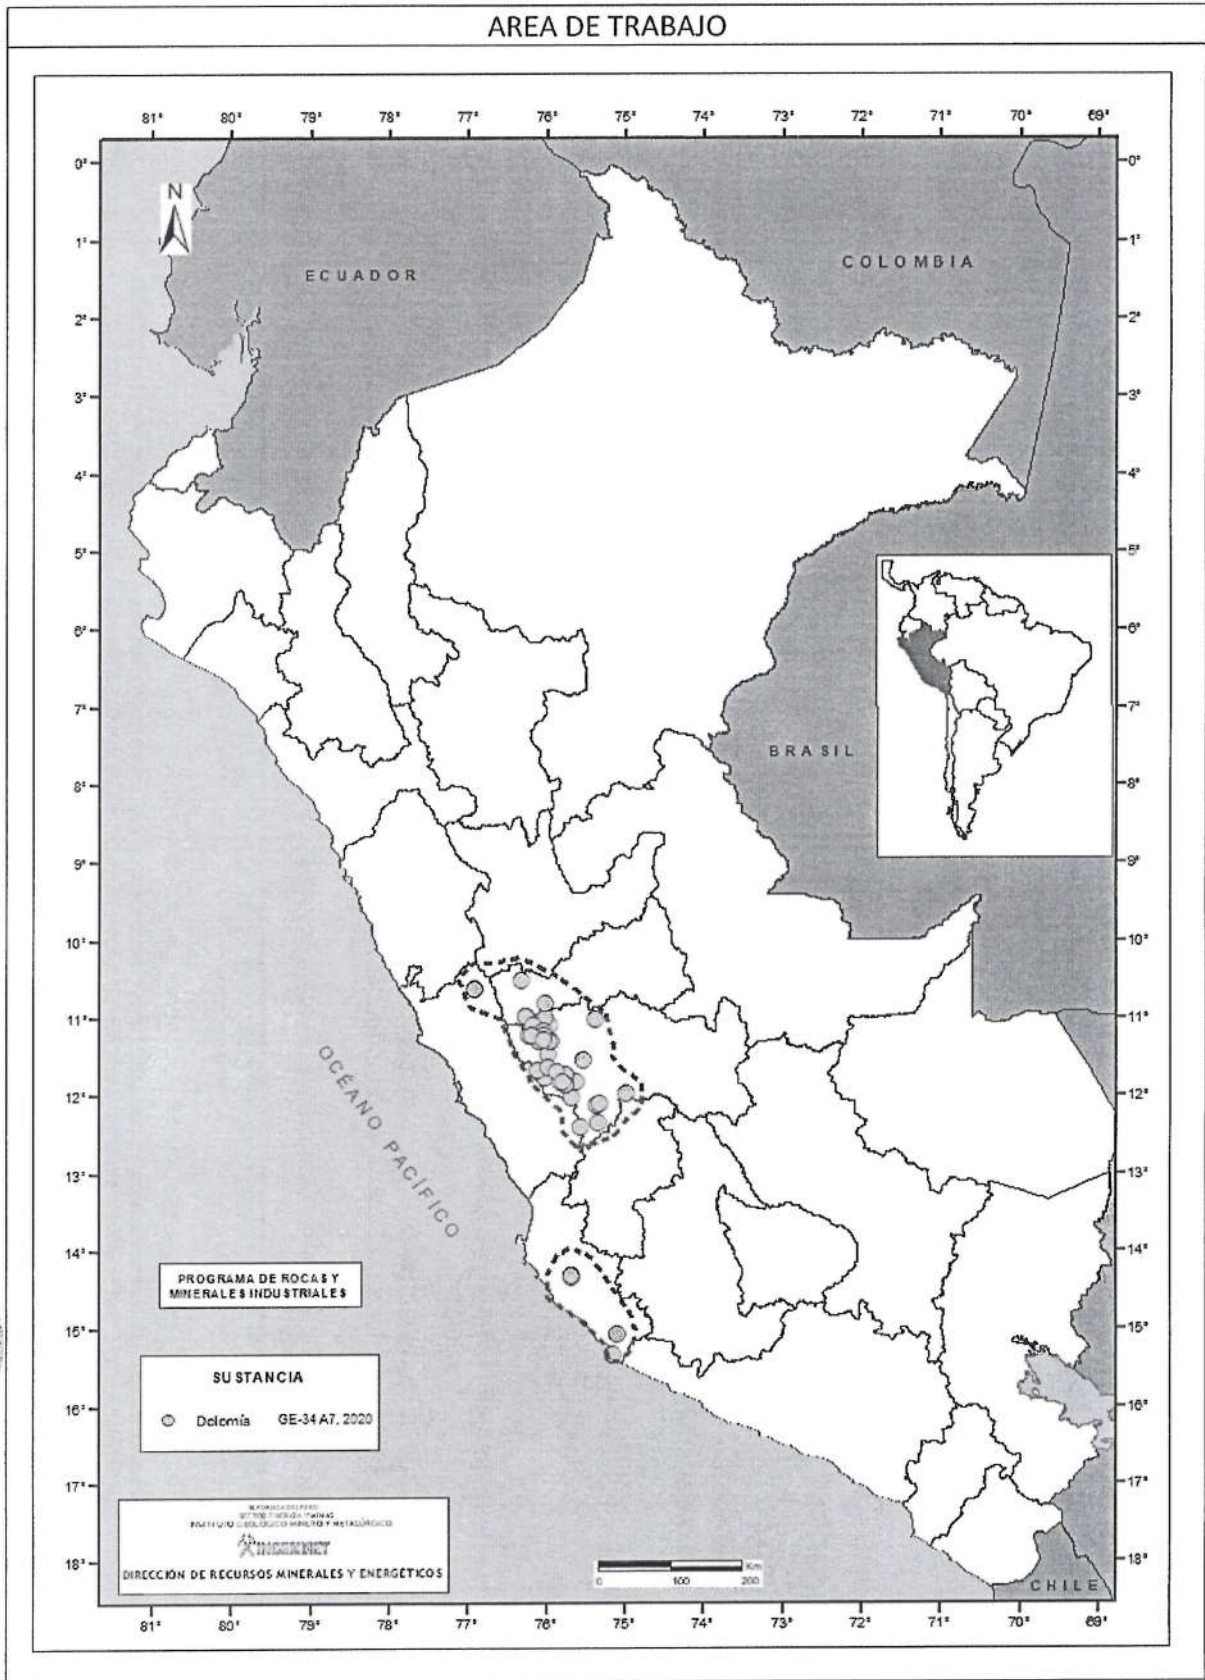 AREA DE TRABAJO
81° 80° 79° 78° 77° 76° 75° 74° 73° 72° 71° 70° 69°
0° 0°
N
1° 1°
ECUADOR COLOMBIA
2° 2°
3° 3°
4° 4°
5° 5°
6° 6°
7° 7°
BRASIL
8° 8°
9° 9°
10° 10°
11° 11°
OCÉANO PACÍFICO
12° 12°
13° 13°
14° 14°
PROGRAMA DE ROCAS Y
MINERALES INDUSTRIALES
15° 15°
SUSTANCIA
16° 16°
Dolomía GE-34 A7, 2020
17° 17°
INSTITUTO GEOLÓGICO MINERO Y METALÚRGICO
INGEMMET
18° 18°
DIRECCIÓN DE RECURSOS MINERALES Y ENERGÉTICOS
Km
0 100 200
CHILE
81° 80° 79° 78° 77° 76° 75° 74° 73° 72° 71° 70° 69°